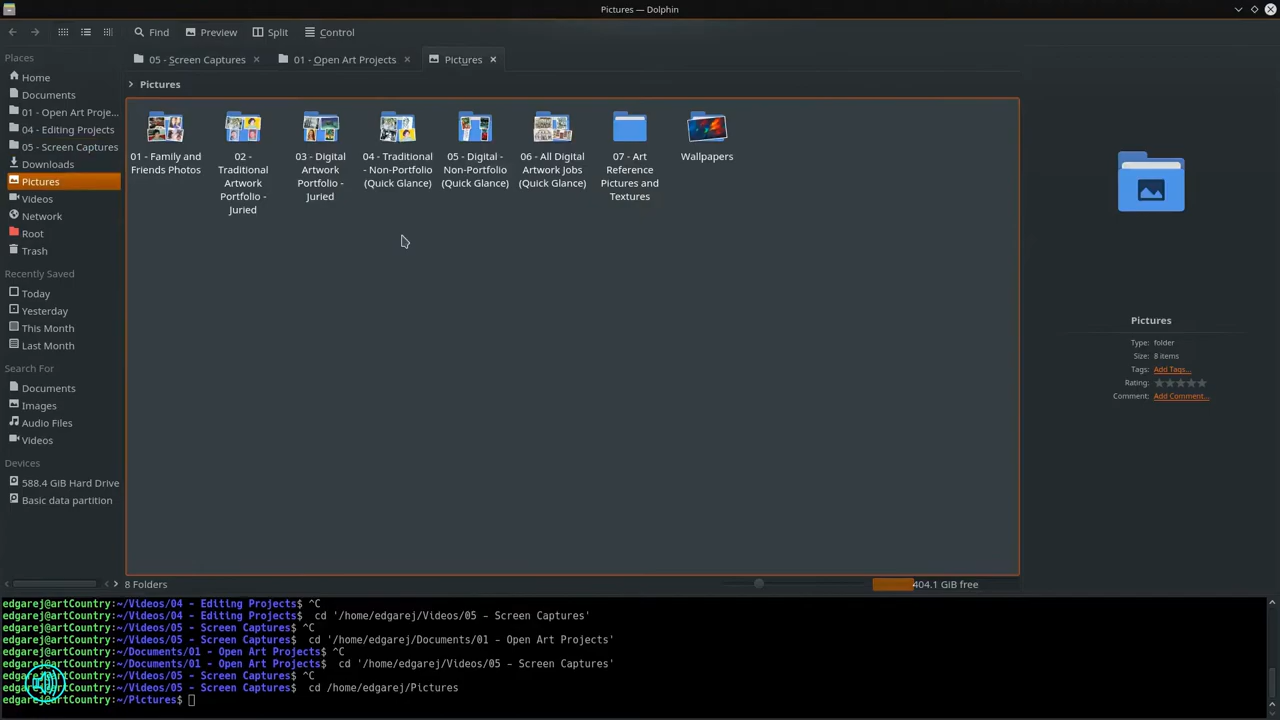 Pictures — Dolphin
Find
Preview
Split
Control
Places
Home
Documents
01 - Open Art Proje...
04 - Editing Projects
05 - Screen Captures
Downloads
Pictures
Videos
Network
Root
Trash
Recently Saved
Today
Yesterday
This Month
Last Month
Search For
Documents
Images
Audio Files
Videos
Devices
588.4 GiB Hard Drive
Basic data partition
05 - Screen Captures
01 - Open Art Projects
Pictures
Pictures
01 - Family and
Friends Photos
02 -
Traditional
Artwork
Portfolio -
Juried
03 - Digital
Artwork
Portfolio -
Juried
04 - Traditional
- Non-Portfolio
(Quick Glance)
05 - Digital -
Non-Portfolio
(Quick Glance)
06 - All Digital
Artwork Jobs
(Quick Glance)
07 - Art
Reference
Pictures and
Textures
Wallpapers
Pictures
Type: folder
Size: 8 items
Tags: Add Tags...
Rating:
Comment: Add Comment...
8 Folders
404.1 GiB free
edgarej@artCountry:~/Videos/04 - Editing Projects$ ^C
edgarej@artCountry:~/Videos/04 - Editing Projects$  cd '/home/edgarej/Videos/05 - Screen Captures'
edgarej@artCountry:~/Videos/05 - Screen Captures$ ^C
edgarej@artCountry:~/Videos/05 - Screen Captures$  cd '/home/edgarej/Documents/01 - Open Art Projects'
edgarej@artCountry:~/Documents/01 - Open Art Projects$ ^C
edgarej@artCountry:~/Documents/01 - Open Art Projects$  cd '/home/edgarej/Videos/05 - Screen Captures'
edgarej@artCountry:~/Videos/05 - Screen Captures$ ^C
edgarej@artCountry:~/Videos/05 - Screen Captures$  cd /home/edgarej/Pictures
edgarej@artCountry:~/Pictures$